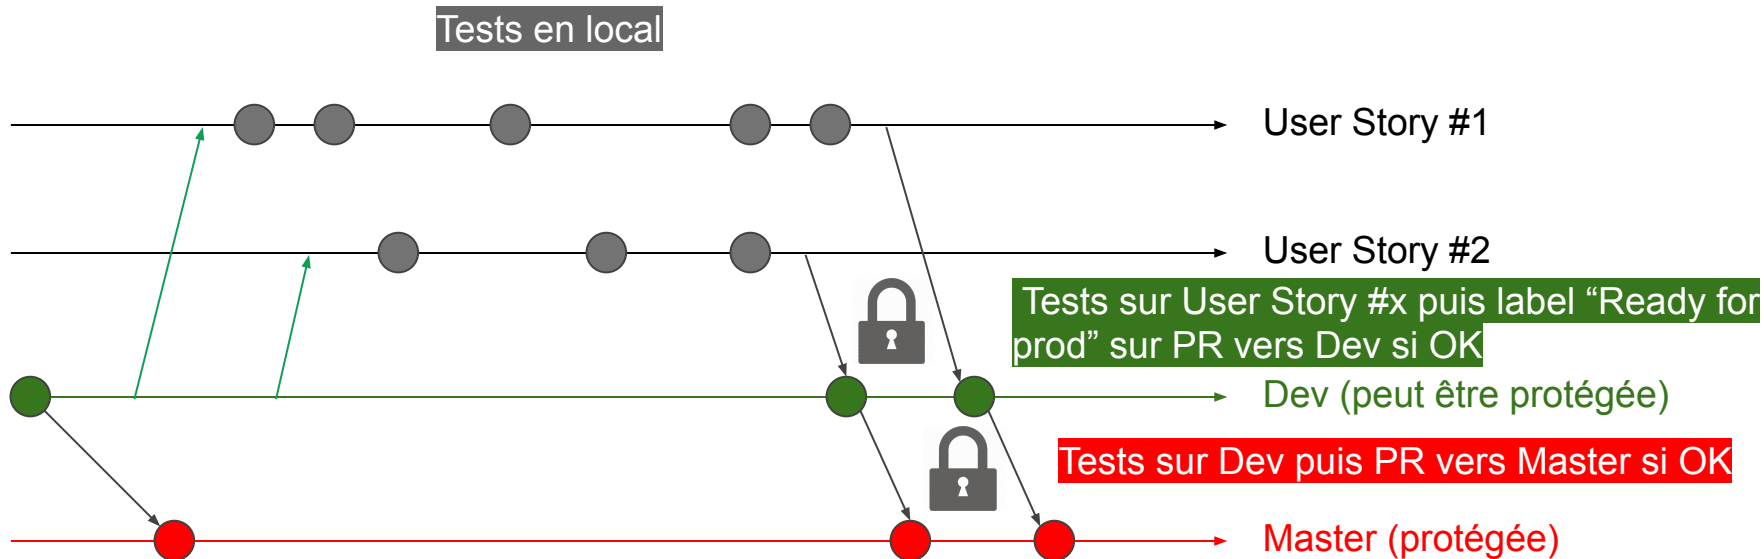 Tests en local
User Story #1
User Story #2
Tests sur User Story #x puis label “Ready for
prod” sur PR vers Dev si OK
Dev (peut être protégée)
Tests sur Dev puis PR vers Master si OK
Master (protégée)